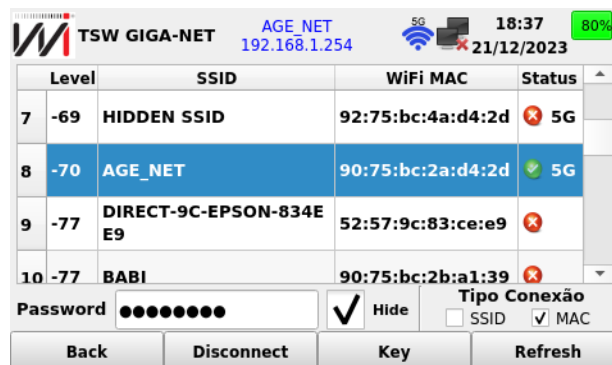 TSW GIGA-NET
AGE_NET
192.168.1.254
5G
18:37
21/12/2023
80%
Level SSID WiFi MAC Status
7 -69 HIDDEN SSID 92:75:bc:4a:d4:2d 5G
8 -70 AGE_NET 90:75:bc:2a:d4:2d 5G
9 -77 DIRECT-9C-EPSON-834E
E9 52:57:9c:83:ce:e9
10 -77 BABI 90:75:bc:2b:a1:39
Password ●●●●●●●● Hide
Tipo Conexão
SSID MAC
Back Disconnect Key Refresh